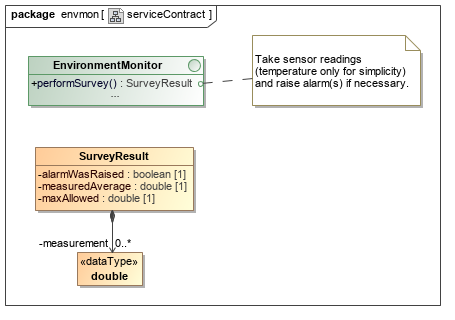 package envmon [ serviceContract ]
EnvironmentMonitor
+performSurvey() : SurveyResult
...
Take sensor readings
(temperature only for simplicity)
and raise alarm(s) if necessary.
SurveyResult
-alarmWasRaised : boolean [1]
-measuredAverage : double [1]
-maxAllowed : double [1]
-measurement 0..*
«dataType»
double